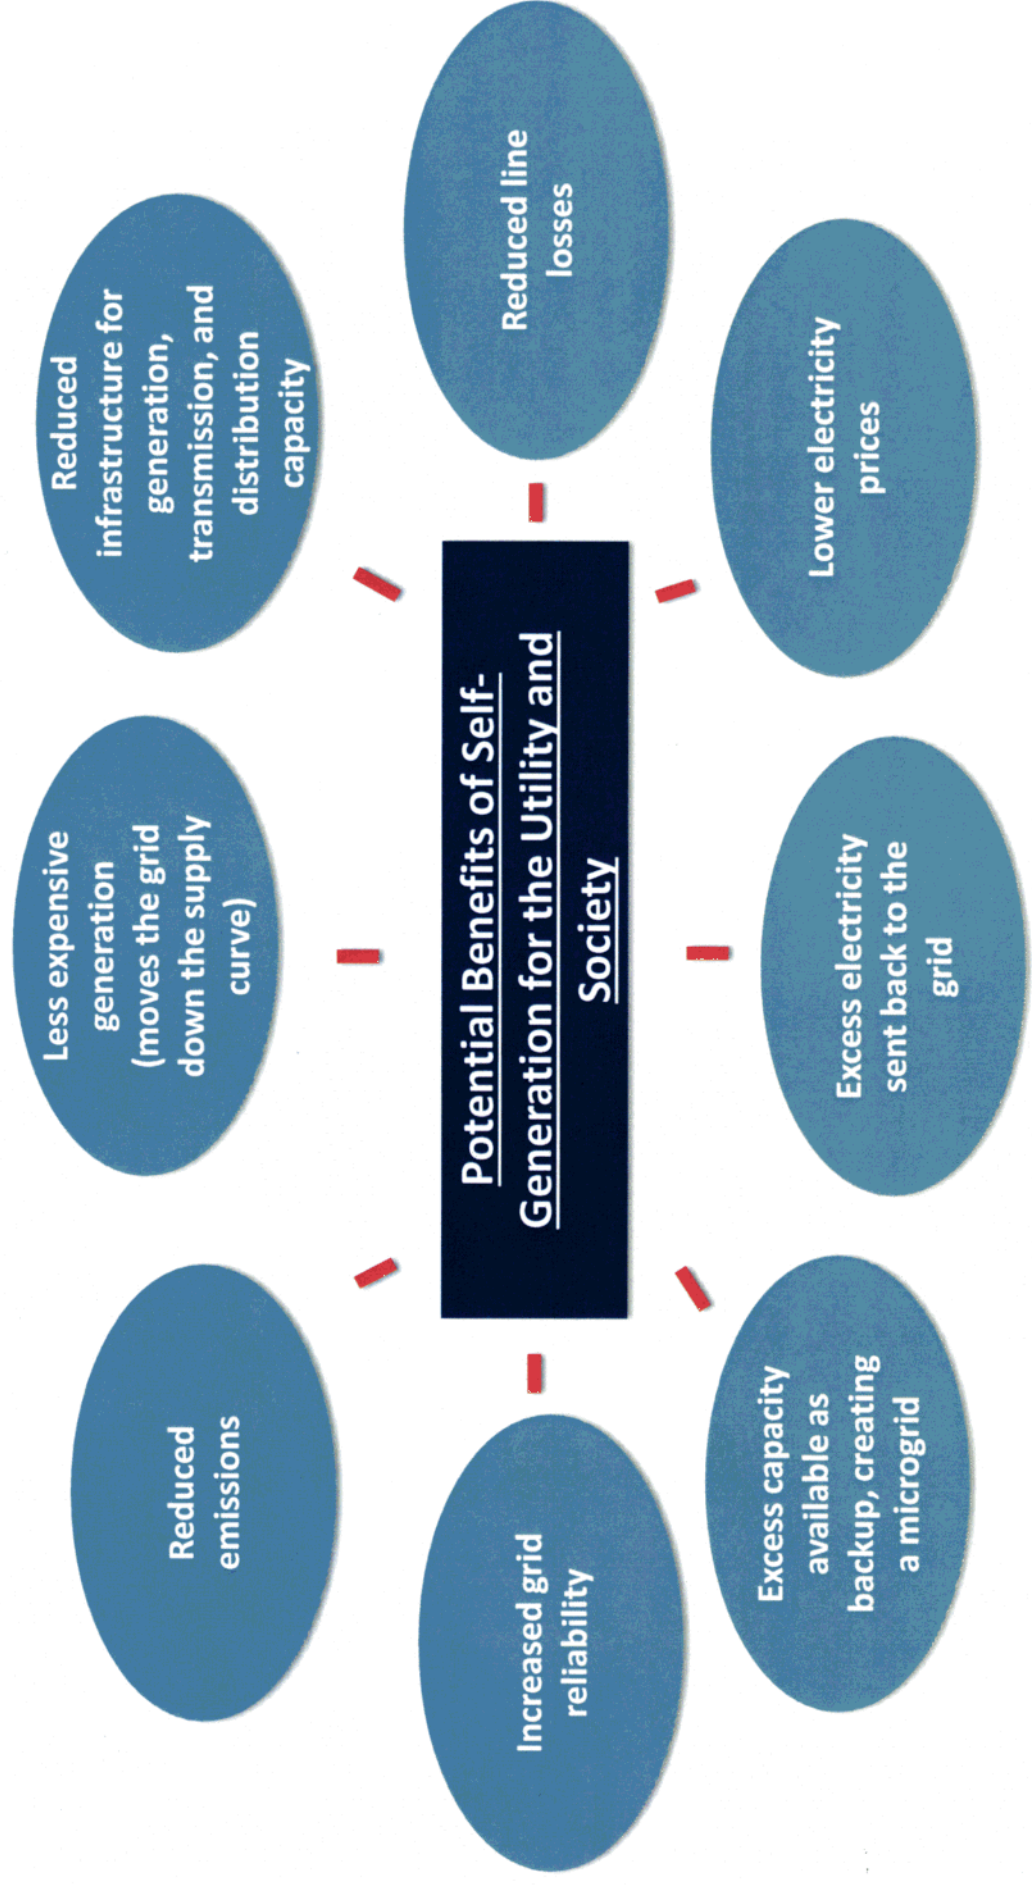 Reduced
emissions
Less expensive
generation
(moves the grid
down the supply
curve)
Reduced
infrastructure for
generation,
transmission, and
distribution
capacity
Increased grid
reliability
Potential Benefits of Self-
Generation for the Utility and
Society
Reduced line
losses
Excess capacity
available as
backup, creating
a microgrid
Excess electricity
sent back to the
grid
Lower electricity
prices